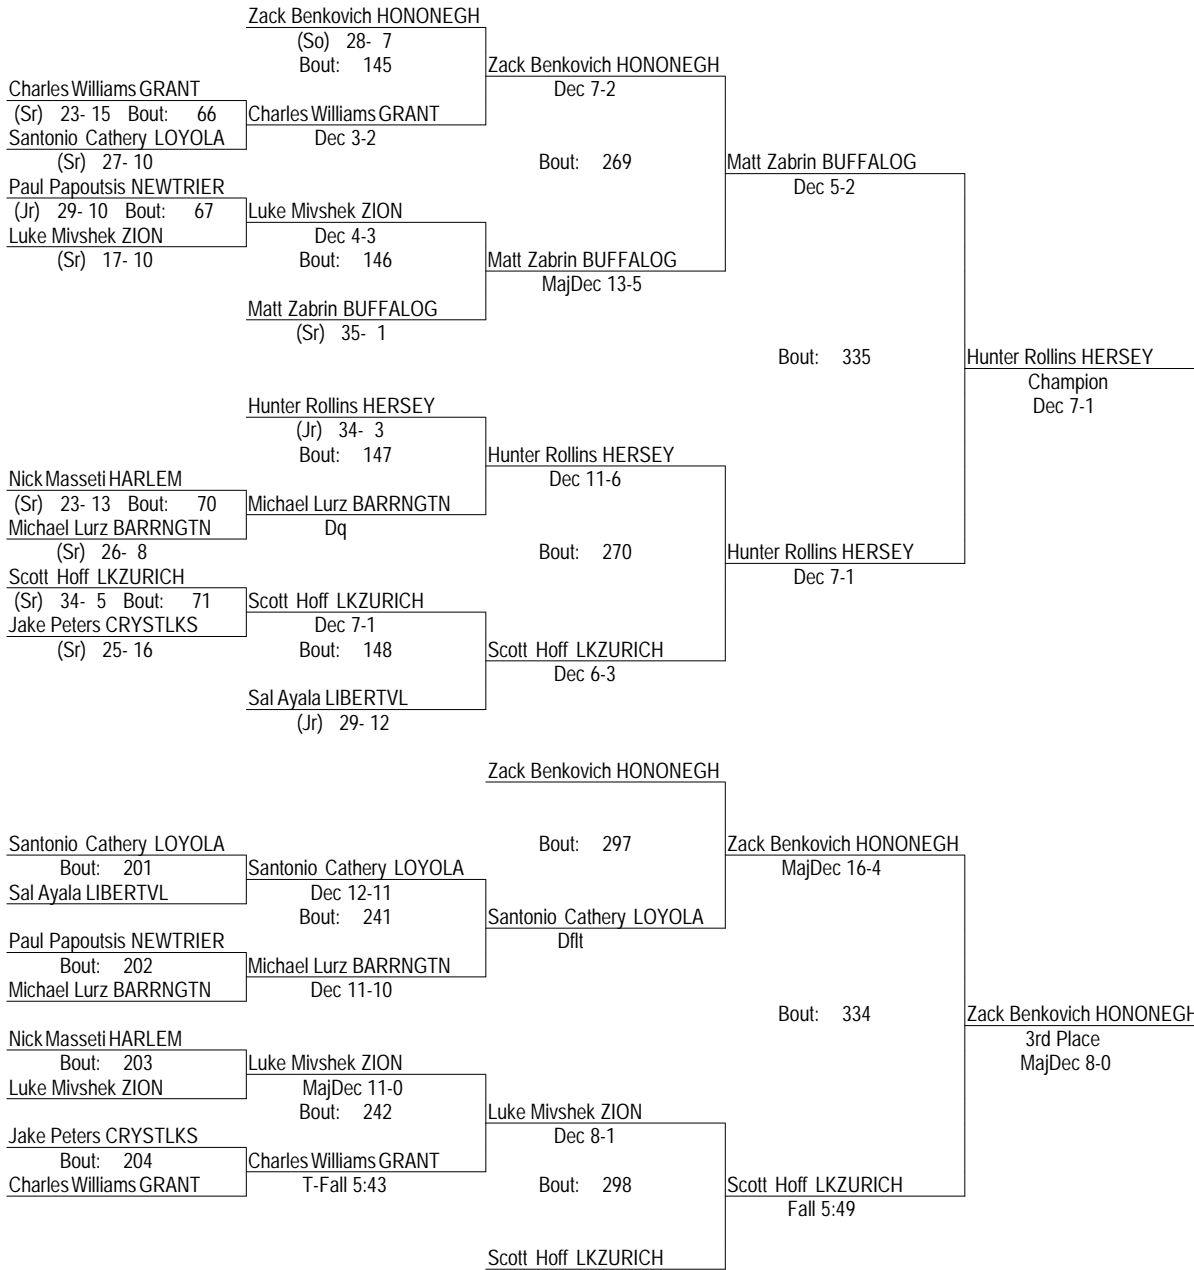 Zack Benkovich HONONEGH
(So) 28- 7
Bout: 145
Zack Benkovich HONONEGH
Dec 7-2
Charles Williams GRANT
(Sr) 23- 15 Bout: 66
Charles Williams GRANT
Santonio Cathery LOYOLA
Dec 3-2
(Sr) 27- 10
Bout: 269
Matt Zabrin BUFFALOG
Dec 5-2
Paul Papoutsis NEWTRIER
(Jr) 29- 10 Bout: 67
Luke Mivshek ZION
Luke Mivshek ZION
Dec 4-3
(Sr) 17- 10
Bout: 146
Matt Zabrin BUFFALOG
MajDec 13-5
Matt Zabrin BUFFALOG
(Sr) 35- 1
Bout: 335
Hunter Rollins HERSEY
Champion
Dec 7-1
Hunter Rollins HERSEY
(Jr) 34- 3
Bout: 147
Hunter Rollins HERSEY
Dec 11-6
Nick Masseti HARLEM
(Sr) 23- 13 Bout: 70
Michael Lurz BARRNGTN
Michael Lurz BARRNGTN
Dq
(Sr) 26- 8
Bout: 270
Hunter Rollins HERSEY
Dec 7-1
Scott Hoff LKZURICH
(Sr) 34- 5 Bout: 71
Scott Hoff LKZURICH
Jake Peters CRYSTLKS
Dec 7-1
(Sr) 25- 16
Bout: 148
Scott Hoff LKZURICH
Dec 6-3
Sal Ayala LIBERTVL
(Jr) 29- 12
Zack Benkovich HONONEGH
Bout: 297
Zack Benkovich HONONEGH
MajDec 16-4
Santonio Cathery LOYOLA
Bout: 201
Santonio Cathery LOYOLA
Sal Ayala LIBERTVL
Dec 12-11
Bout: 241
Santonio Cathery LOYOLA
Dflt
Paul Papoutsis NEWTRIER
Bout: 202
Michael Lurz BARRNGTN
Michael Lurz BARRNGTN
Dec 11-10
Bout: 334
Zack Benkovich HONONEGH
3rd Place
MajDec 8-0
Nick Masseti HARLEM
Bout: 203
Luke Mivshek ZION
Luke Mivshek ZION
MajDec 11-0
Bout: 242
Luke Mivshek ZION
Dec 8-1
Jake Peters CRYSTLKS
Bout: 204
Charles Williams GRANT
Charles Williams GRANT
T-Fall 5:43
Bout: 298
Scott Hoff LKZURICH
Fall 5:49
Scott Hoff LKZURICH